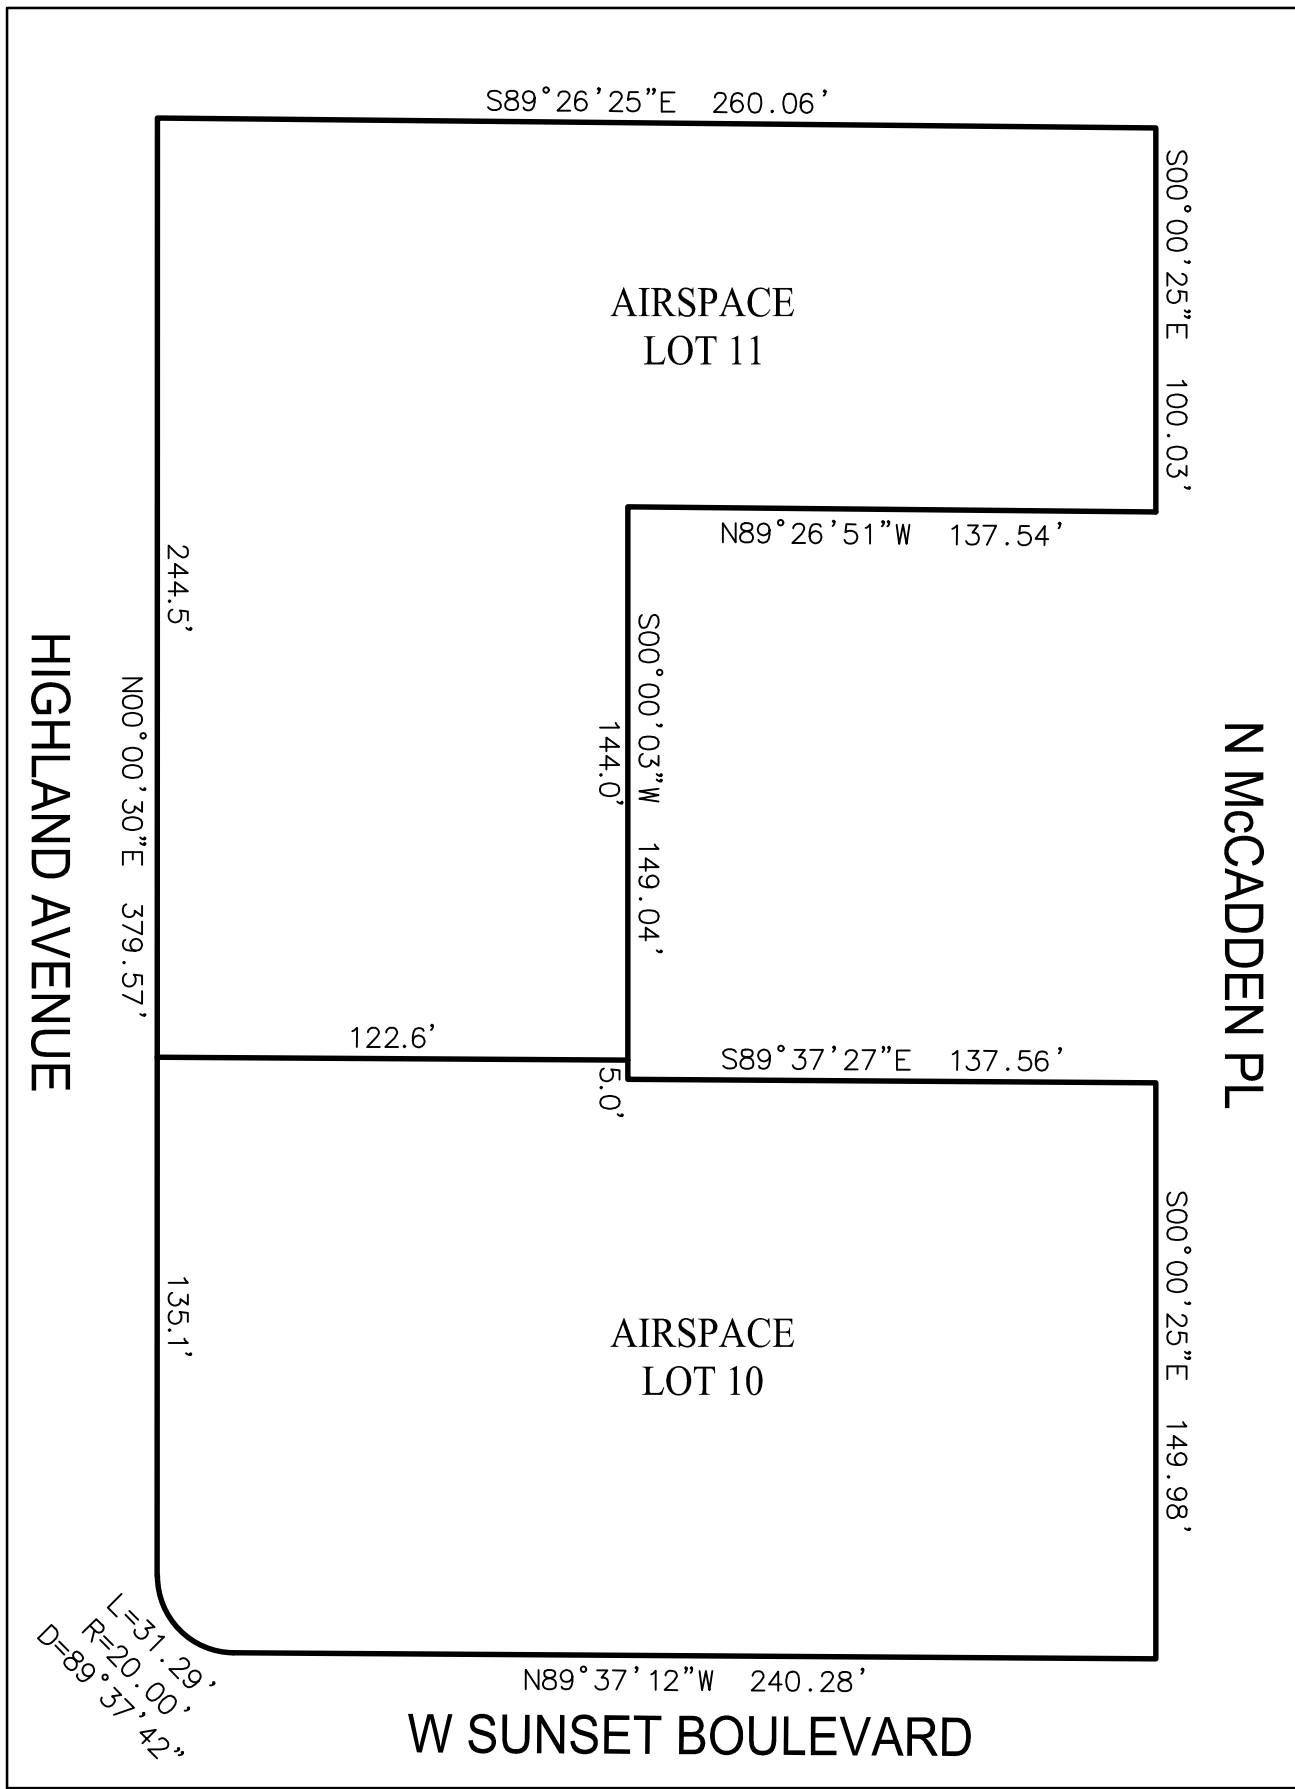 S89°26'25"E 260.06'
S00°00'25"E 100.03'
AIRSPACE
LOT 11
N89°26'51"W 137.54'
244.5'
S00°00'03"W 149.04'
144.0'
N McCADDEN PL
HIGHLAND AVENUE
N00°00'30"E 379.57'
122.6'
5.0'
S89°37'27"E 137.56'
S00°00'25"E 149.98'
135.1'
AIRSPACE
LOT 10
L=31.29'
R=20.00'
D=89°37'42"
N89°37'12"W 240.28'
W SUNSET BOULEVARD